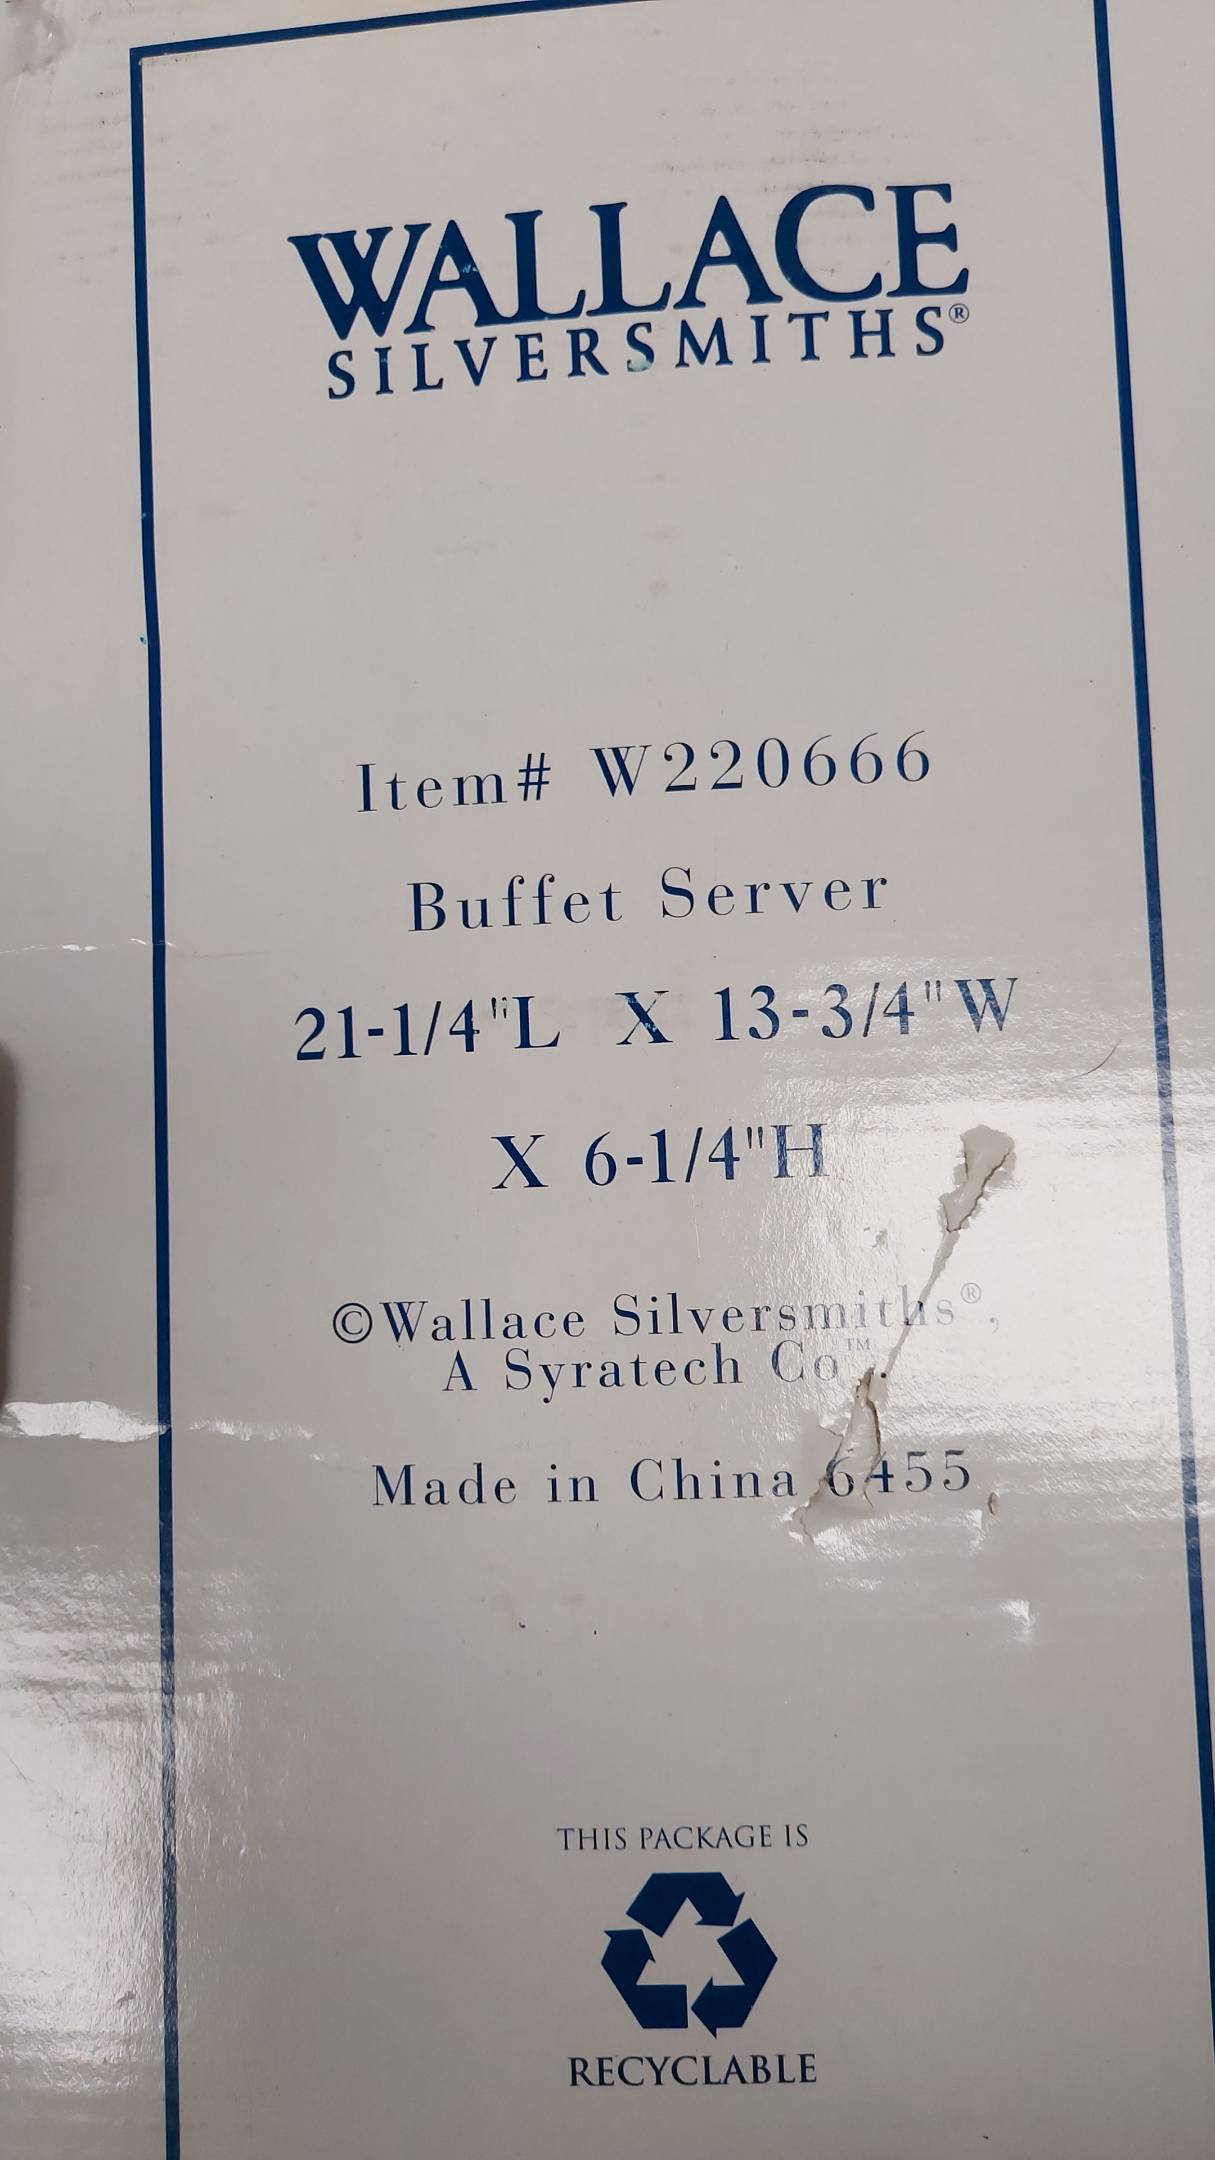 WALLACE
SILVERSMITHS®
Item# W220666
Buffet Server
21-1/4"L X 13-3/4"W
X 6-1/4"H
©Wallace Silversmiths®,
A Syratech Co™.
Made in China 6455
THIS PACKAGE IS
RECYCLABLE